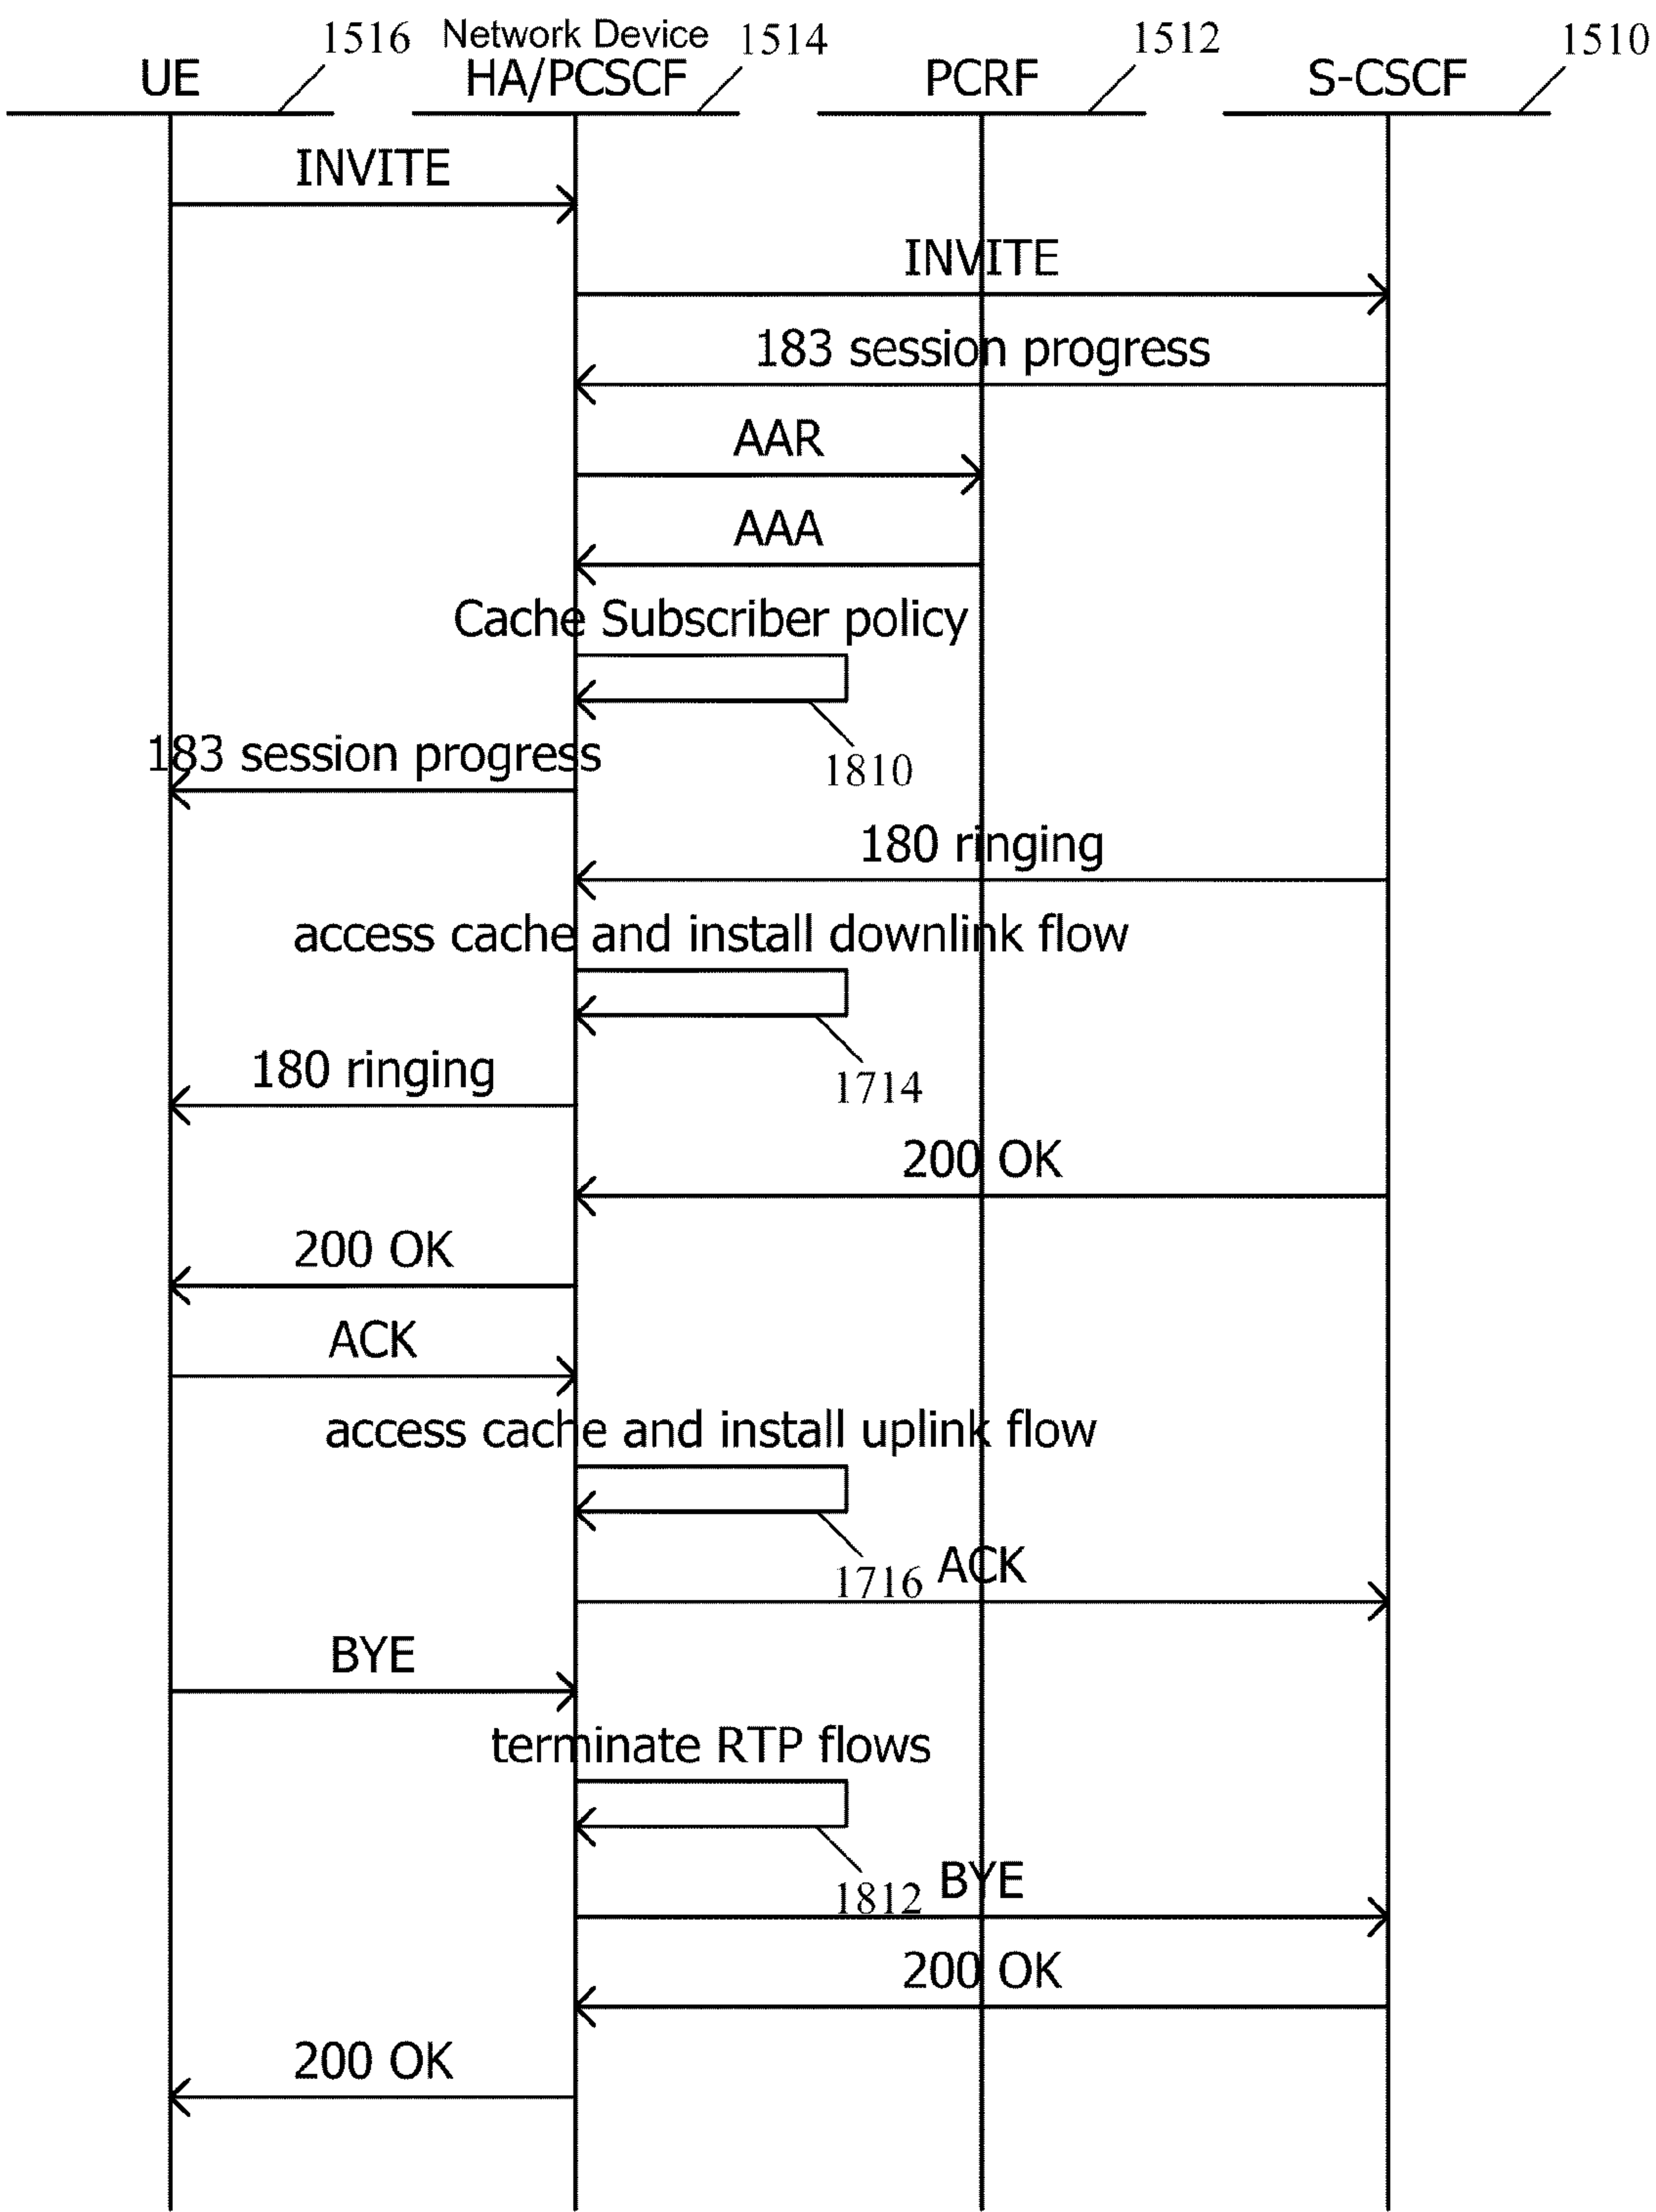 1516 Network Device 1514 1512 1510
UE HA/PCSCF PCRF S-CSCF
INVITE
INVITE
183 session progress
AAR
AAA
Cache Subscriber policy
183 session progress
1810
180 ringing
access cache and install downlink flow
180 ringing
1714
200 OK
200 OK
ACK
access cache and install uplink flow
1716 ACK
BYE
terminate RTP flows
1812 BYE
200 OK
200 OK